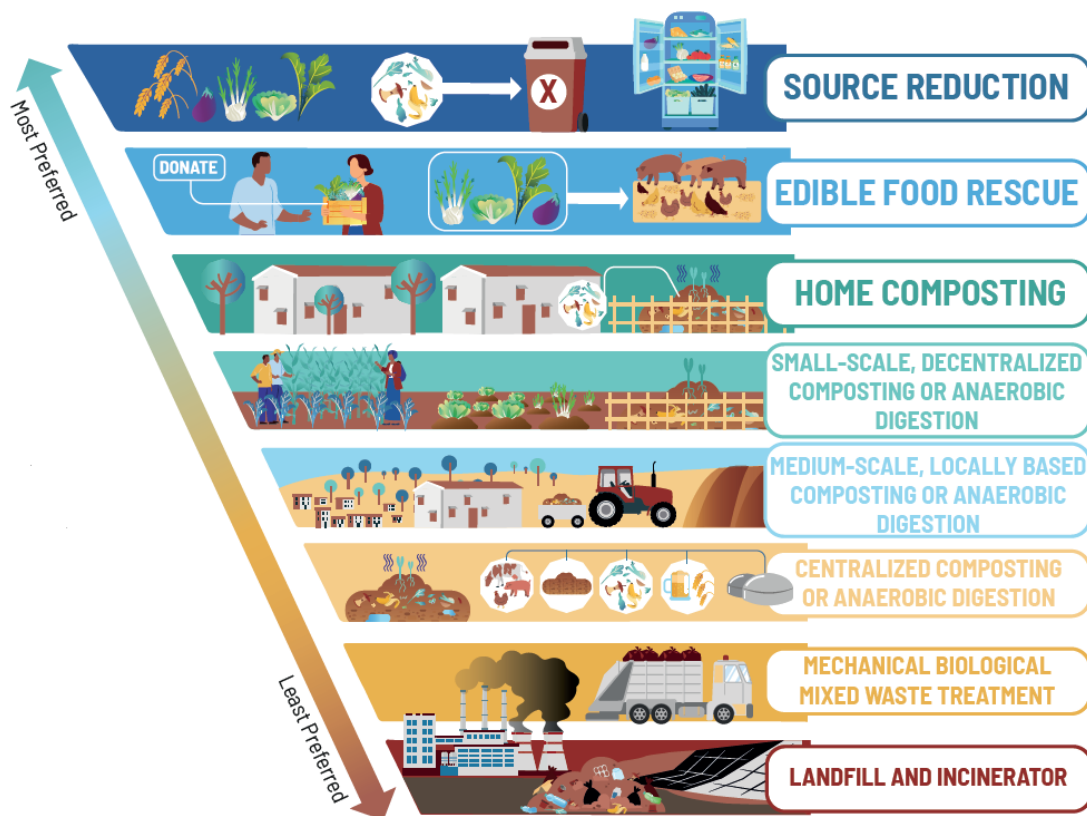 Most Preferred
X
SOURCE REDUCTION
DONATE
EDIBLE FOOD RESCUE
HOME COMPOSTING
SMALL-SCALE, DECENTRALIZED
COMPOSTING OR ANAEROBIC
DIGESTION
MEDIUM-SCALE, LOCALLY BASED
COMPOSTING OR ANAEROBIC
DIGESTION
CENTRALIZED COMPOSTING
OR ANAEROBIC DIGESTION
MECHANICAL BIOLOGICAL
MIXED WASTE TREATMENT
Least Preferred
LANDFILL AND INCINERATOR